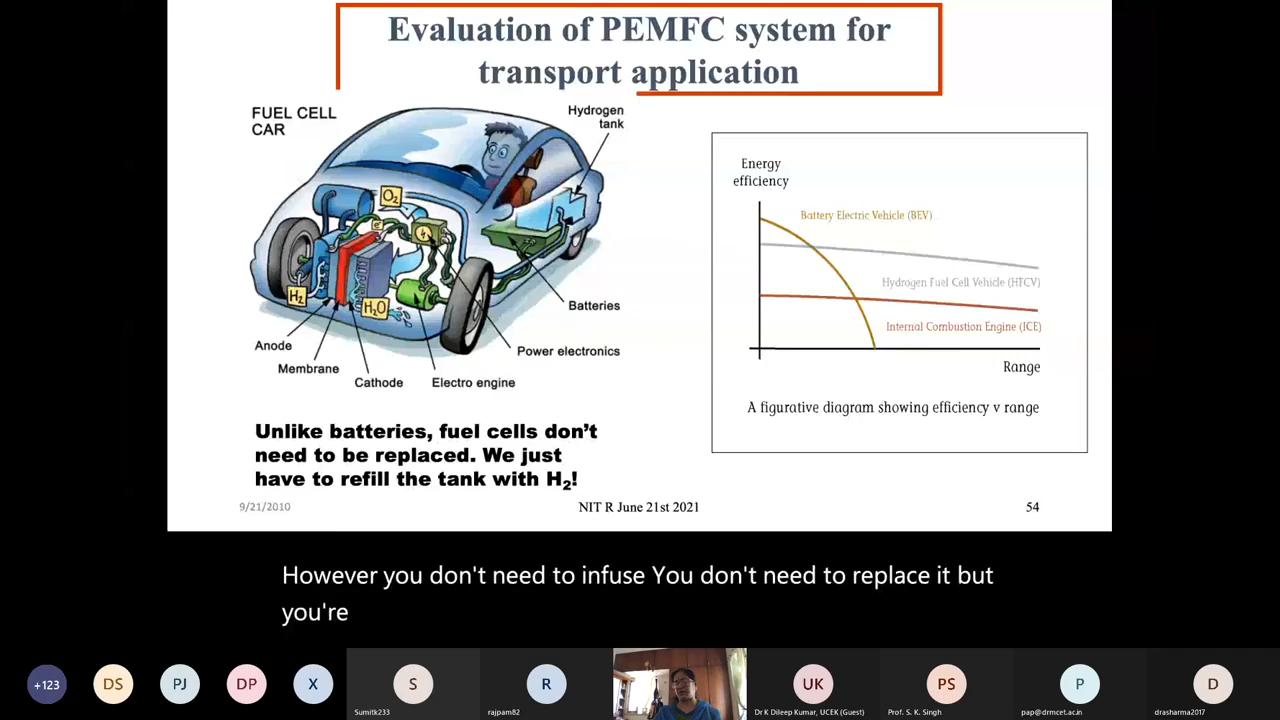 Evaluation of PEMFC system for
transport application
FUEL CELL
CAR
Hydrogen
tank
O₂
e
H₂
H₂O
Batteries
Anode
Power electronics
Membrane
Cathode
Electro engine
Unlike batteries, fuel cells don't
need to be replaced. We just
have to refill the tank with H₂!
Energy
efficiency
Battery Electric Vehicle (BEV)
Hydrogen Fuel Cell Vehicle (HFCV)
Internal Combustion Engine (ICE)
Range
A figurative diagram showing efficiency v range
9/21/2010
NIT R June 21st 2021
54
However you don't need to infuse You don't need to replace it but
you're
+123
DS
PJ
DP
X
S
Sumitk233
R
rajpam82
UK
Dr K Dileep Kumar, UCEK (Guest)
PS
Prof. S. K. Singh
P
pap@drmcet.ac.in
D
drasharma2017